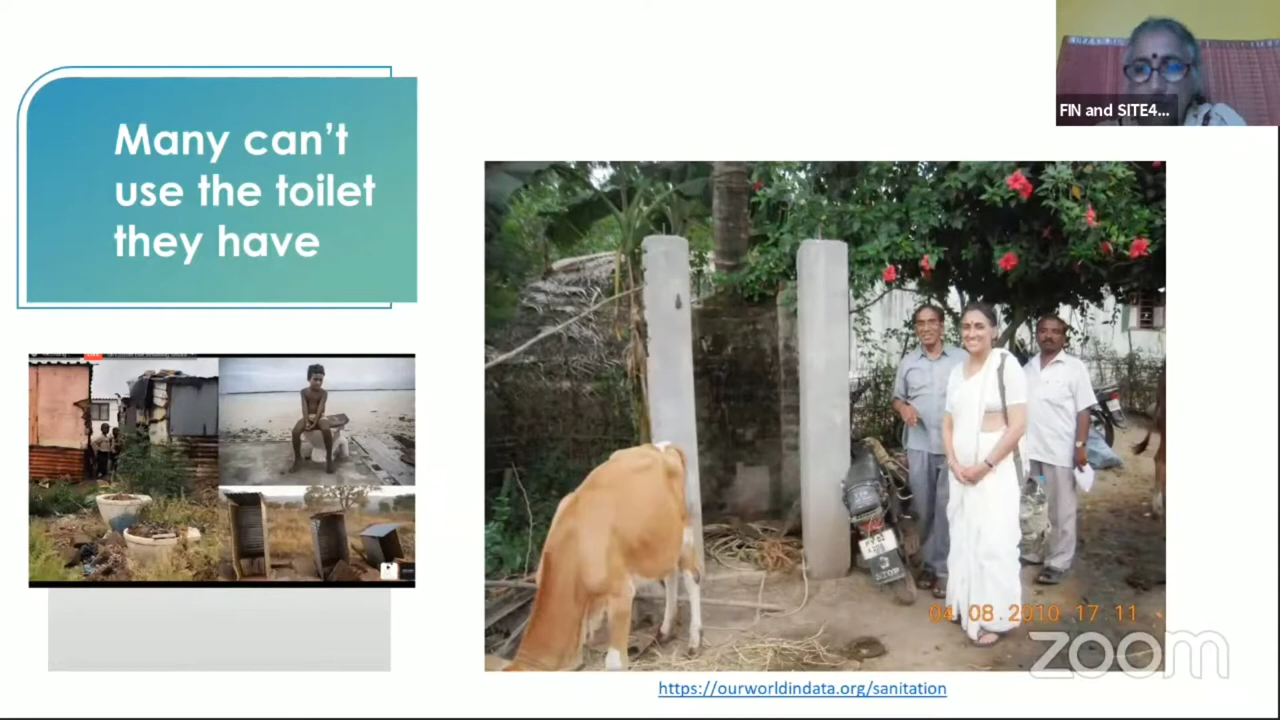 Many can't
use the toilet
they have
FIN and SITE4...
STOP
04 08 2010 17 11
zoom
https://ourworldindata.org/sanitation